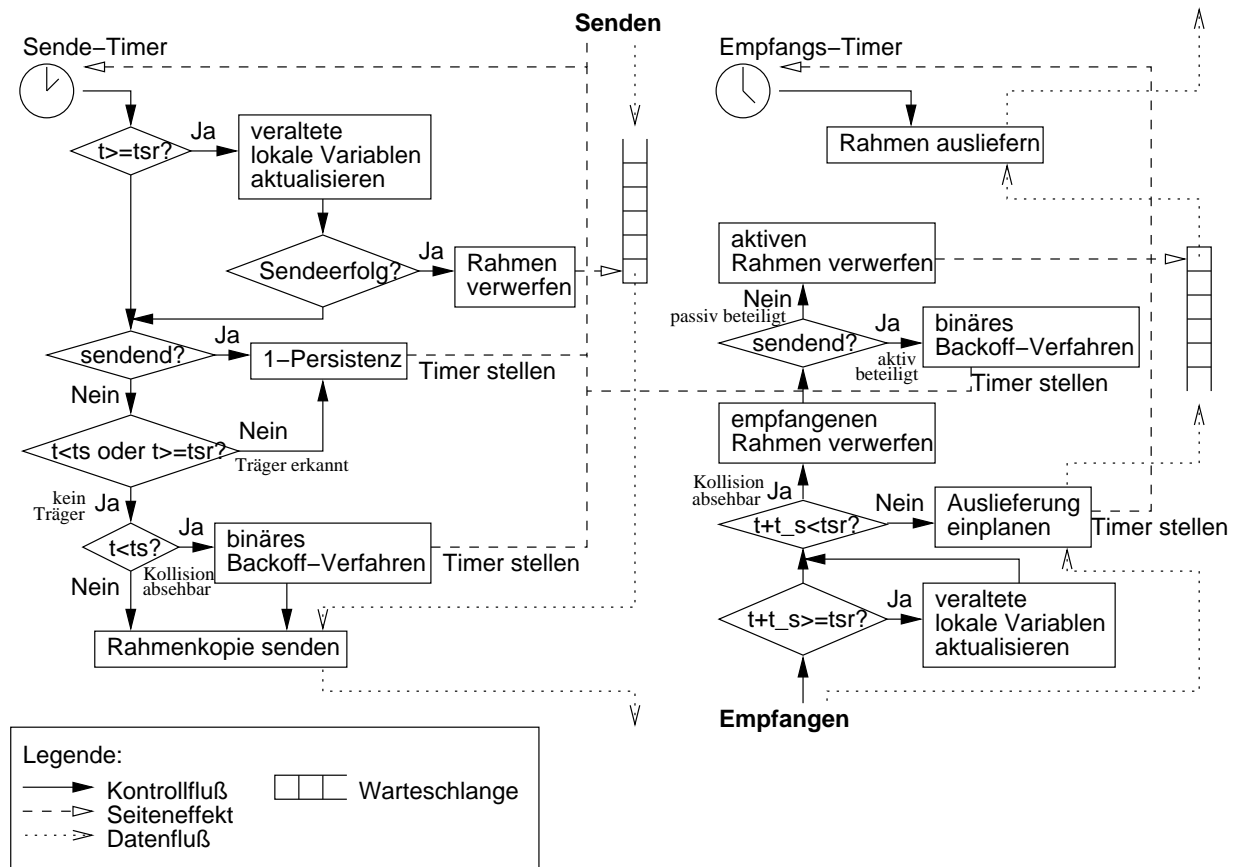 Senden
Sende–Timer
t>=tsr?
Ja
veraltete
lokale Variablen
aktualisieren
Sendeerfolg?
Ja
Rahmen
verwerfen
sendend?
Ja
1–Persistenz
Timer stellen
Nein
t<ts oder t>=tsr?
Nein
Träger erkannt
kein
Träger
Ja
t<ts?
Ja
binäres
Backoff–Verfahren
Timer stellen
Nein
Kollision
absehbar
Rahmenkopie senden
Empfangs–Timer
Rahmen ausliefern
aktiven
Rahmen verwerfen
Nein
passiv beteiligt
sendend?
Ja
aktiv
beteiligt
binäres
Backoff–Verfahren
Timer stellen
empfangenen
Rahmen verwerfen
Kollision
absehbar
Ja
t+t_s<tsr?
Nein
Auslieferung
einplanen
Timer stellen
t+t_s>=tsr?
Ja
veraltete
lokale Variablen
aktualisieren
Empfangen
Legende:
Kontrollfluß
Seiteneffekt
Datenfluß
Warteschlange